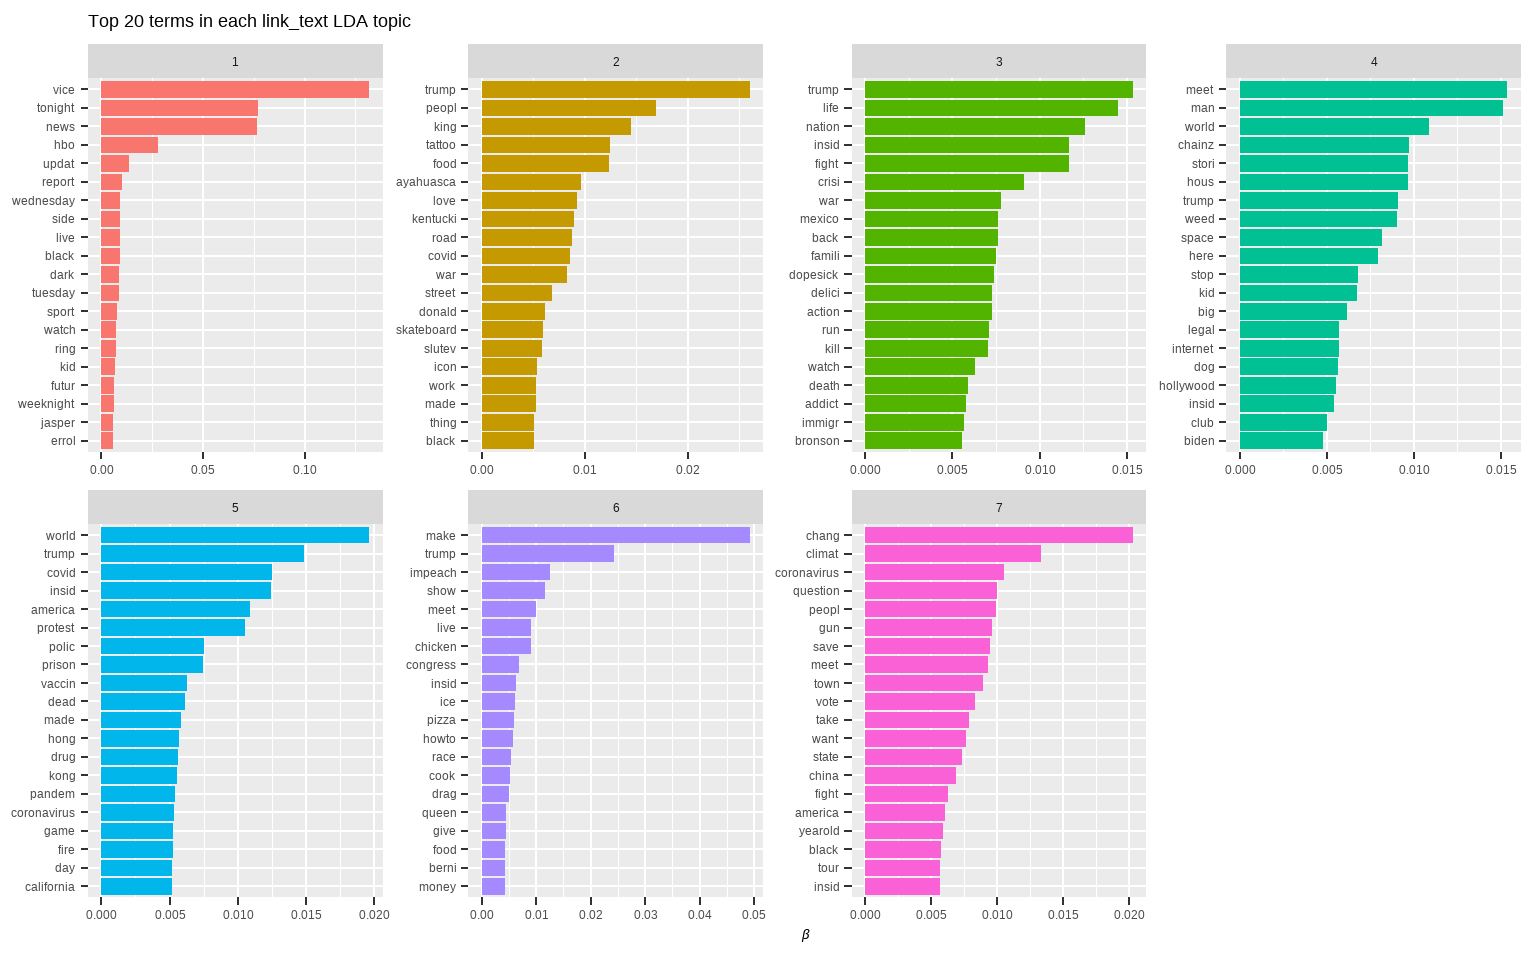 Top 20 terms in each link_text LDA topic
1
vice
tonight
news
hbo
updat
report
wednesday
side
live
black
dark
tuesday
sport
watch
ring
kid
futur
weeknight
jasper
errol
0.00 0.05 0.10
2
trump
peopl
king
tattoo
food
ayahuasca
love
kentucki
road
covid
war
street
donald
skateboard
slutev
icon
work
made
thing
black
0.00 0.01 0.02
3
trump
life
nation
insid
fight
crisi
war
mexico
back
famili
dopesick
delici
action
run
kill
watch
death
addict
immigr
bronson
0.000 0.005 0.010 0.015
4
meet
man
world
chainz
stori
hous
trump
weed
space
here
stop
kid
big
legal
internet
dog
hollywood
insid
club
biden
0.000 0.005 0.010 0.015
5
world
trump
covid
insid
america
protest
polic
prison
vaccin
dead
made
hong
drug
kong
pandem
coronavirus
game
fire
day
california
0.000 0.005 0.010 0.015 0.020
6
make
trump
impeach
show
meet
live
chicken
congress
insid
ice
pizza
howto
race
cook
drag
queen
give
food
berni
money
0.00 0.01 0.02 0.03 0.04 0.05
7
chang
climat
coronavirus
question
peopl
gun
save
meet
town
vote
take
want
state
china
fight
america
yearold
black
tour
insid
0.000 0.005 0.010 0.015 0.020
β